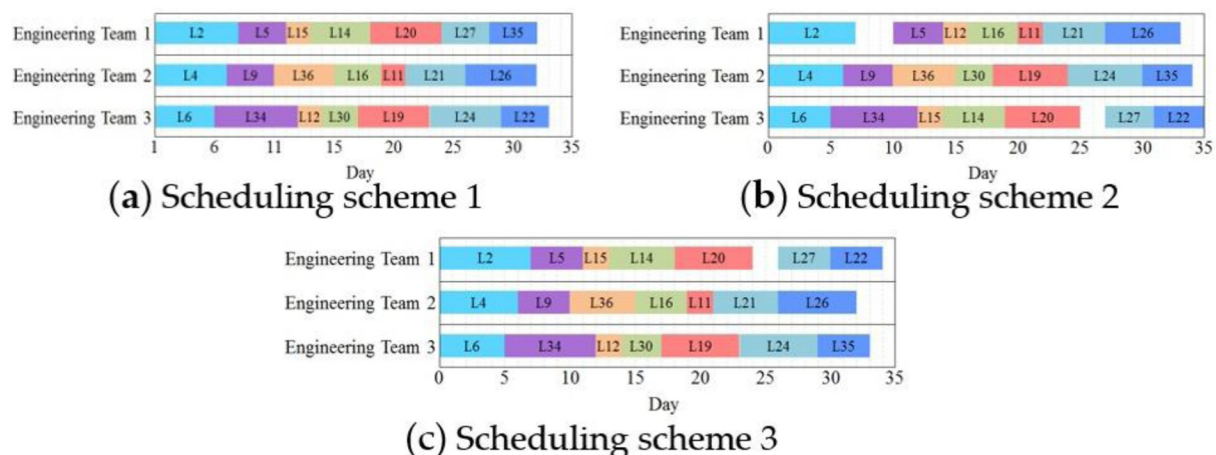 Engineering Team 1 L2 L5 L15 L14 L20 L27 L35
Engineering Team 2 L4 L9 L36 L16 L11 L21 L26
Engineering Team 3 L6 L34 L12 L30 L19 L24 L22
1 6 11 15 20 25 30 35
Day
(a) Scheduling scheme 1
Engineering Team 1 L2 L5 L12 L16 L11 L21 L26
Engineering Team 2 L4 L9 L36 L30 L19 L24 L35
Engineering Team 3 L6 L34 L15 L14 L20 L27 L22
0 5 10 15 20 25 30 35
Day
(b) Scheduling scheme 2
Engineering Team 1 L2 L5 L15 L14 L20 L27 L22
Engineering Team 2 L4 L9 L36 L16 L11 L21 L26
Engineering Team 3 L6 L34 L12 L30 L19 L24 L35
0 5 10 15 20 25 30 35
Day
(c) Scheduling scheme 3